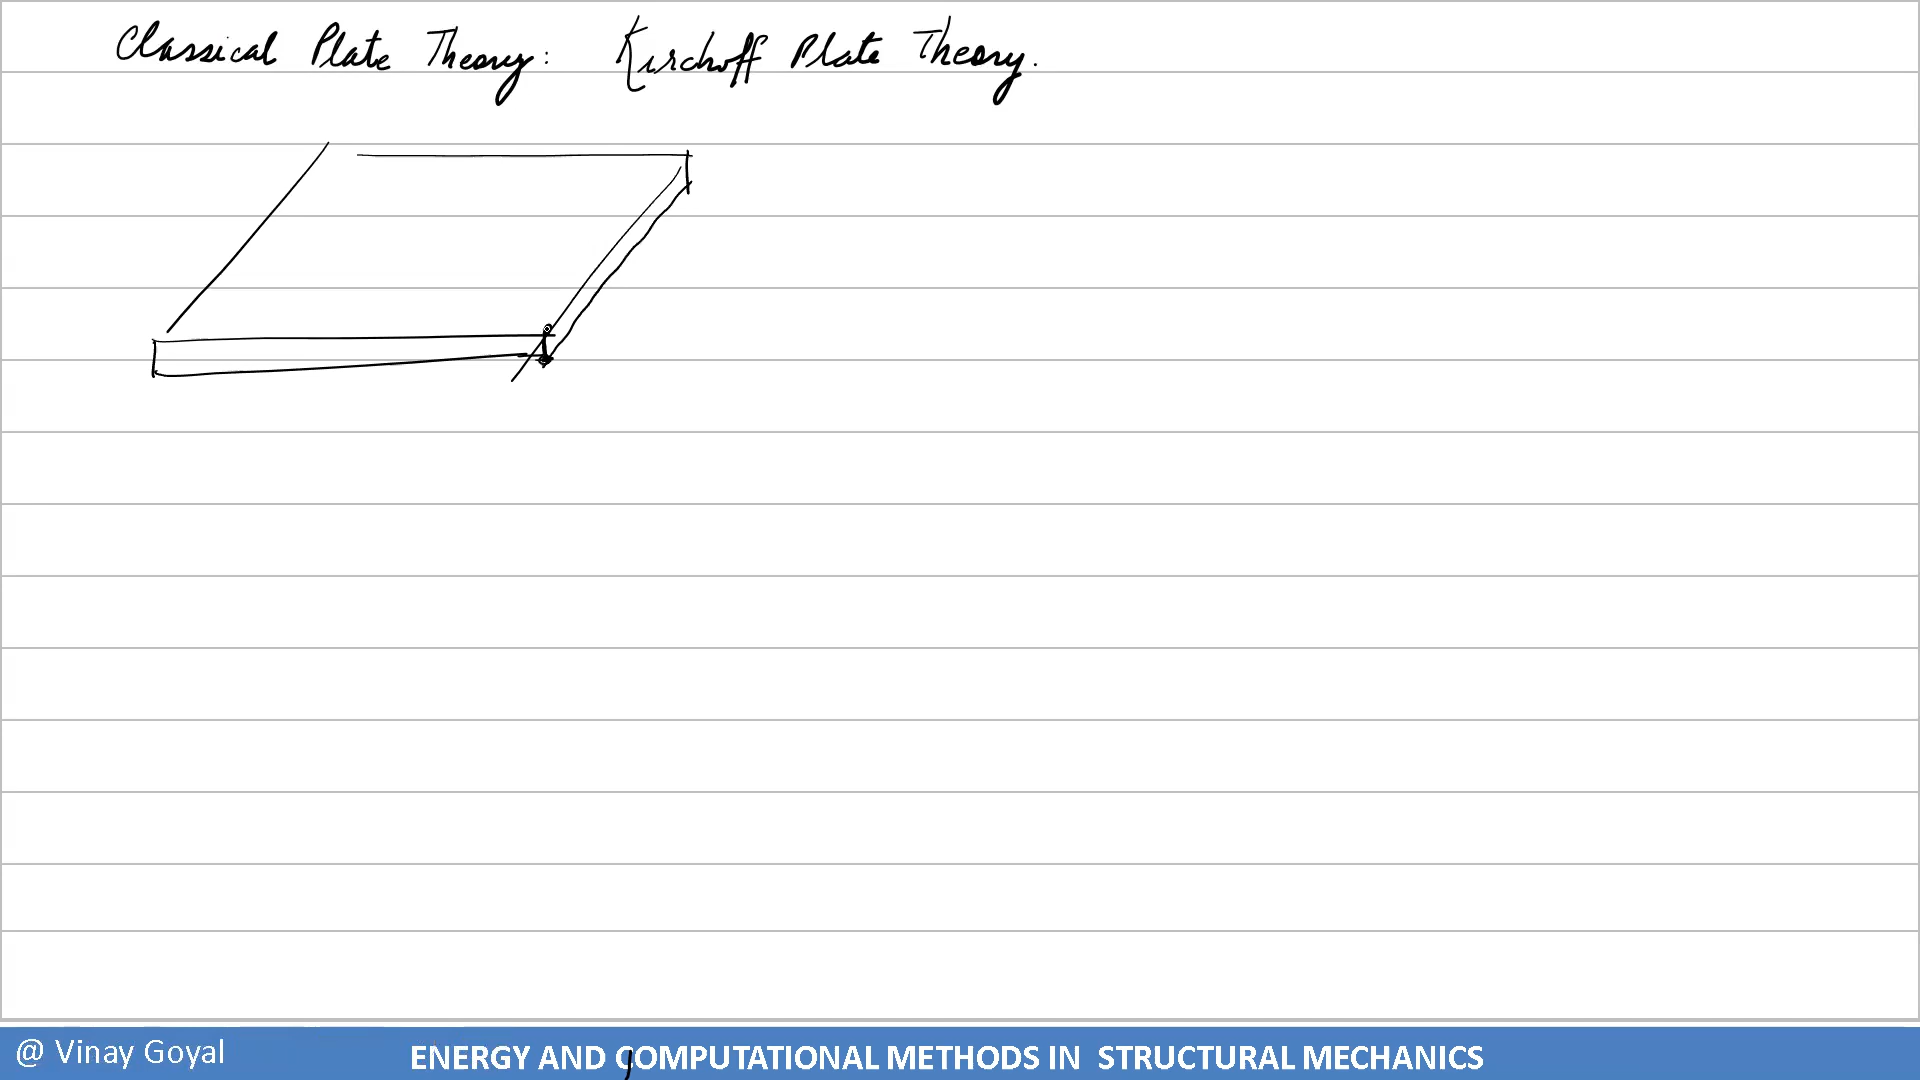 Classical Plate Theory: Kirchoff Plate Theory.
@ Vinay Goyal
ENERGY AND COMPUTATIONAL METHODS IN STRUCTURAL MECHANICS